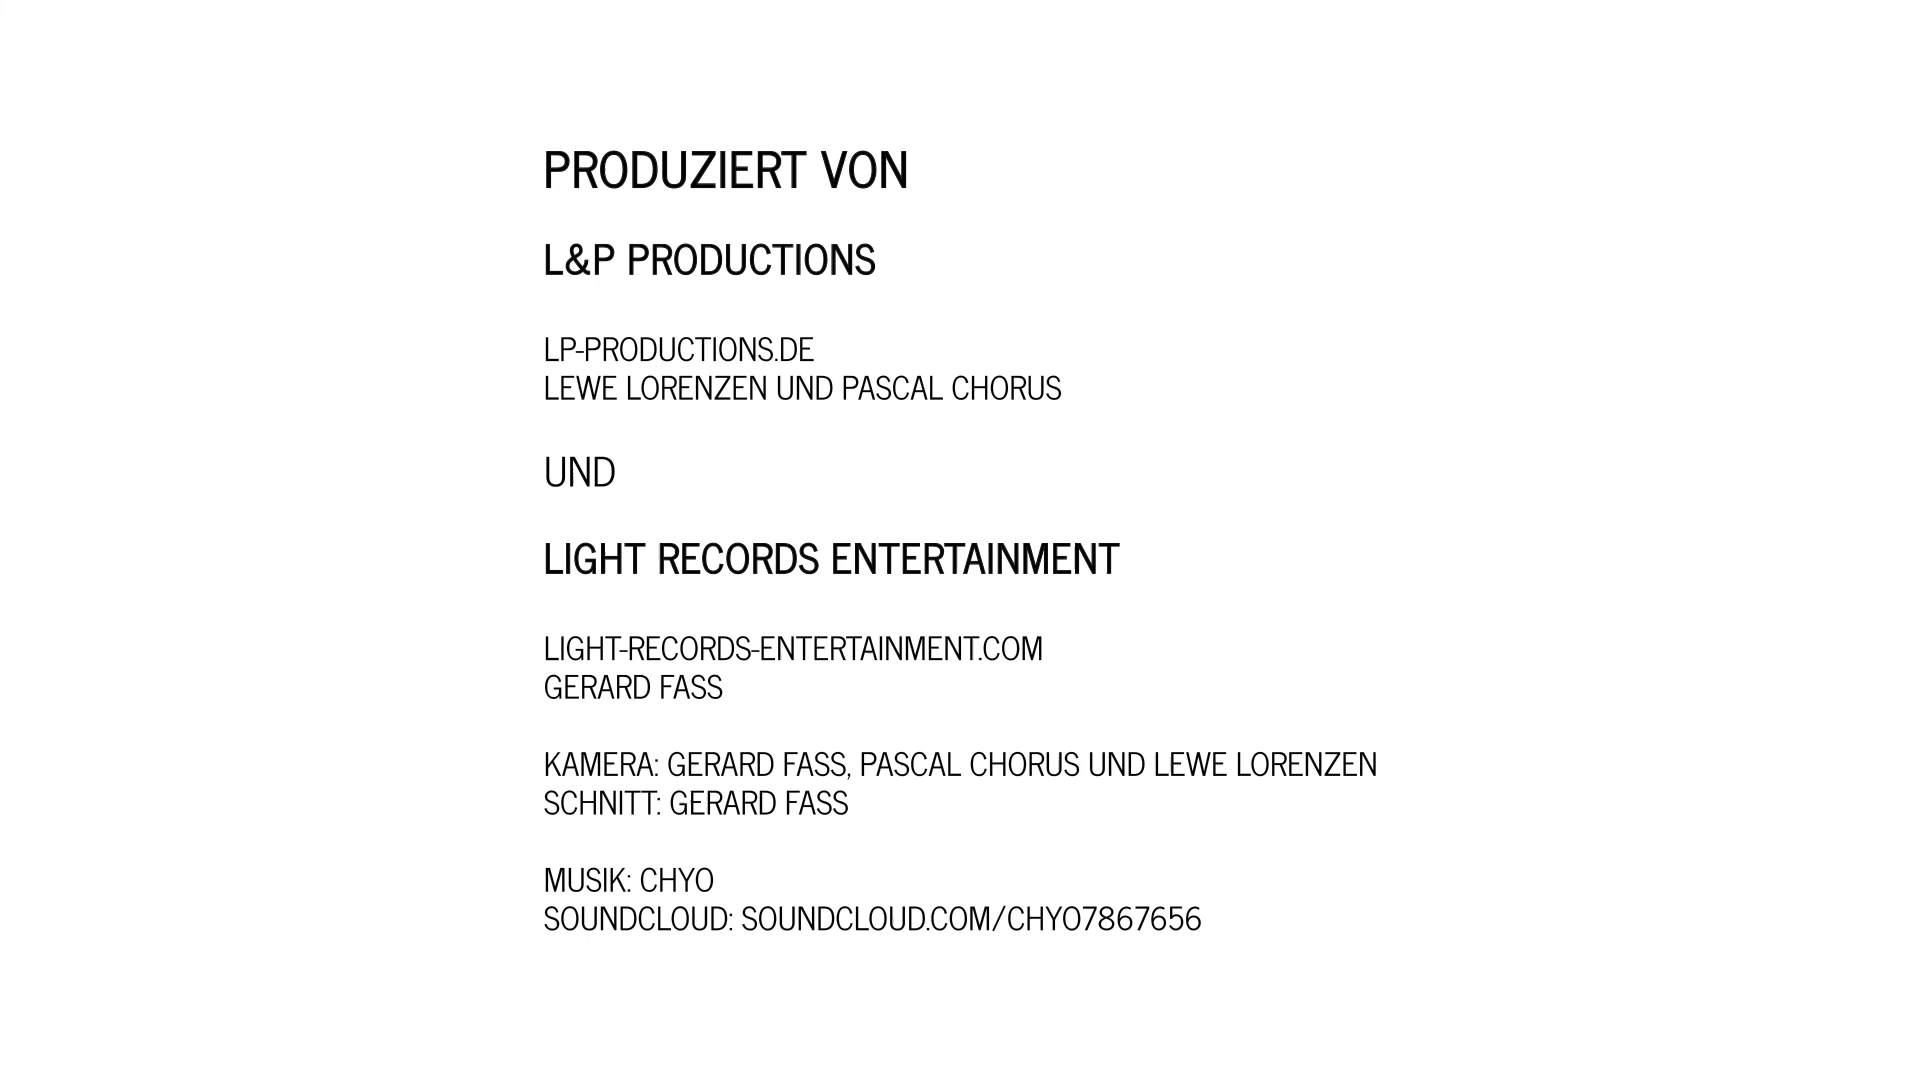 PRODUZIERT VON
L&P PRODUCTIONS
LP-PRODUCTIONS.DE
LEWE LORENZEN UND PASCAL CHORUS
UND
LIGHT RECORDS ENTERTAINMENT
LIGHT-RECORDS-ENTERTAINMENT.COM
GERARD FASS
KAMERA: GERARD FASS, PASCAL CHORUS UND LEWE LORENZEN
SCHNITT: GERARD FASS
MUSIK: CHYO
SOUNDCLOUD: SOUNDCLOUD.COM/CHYO7867656